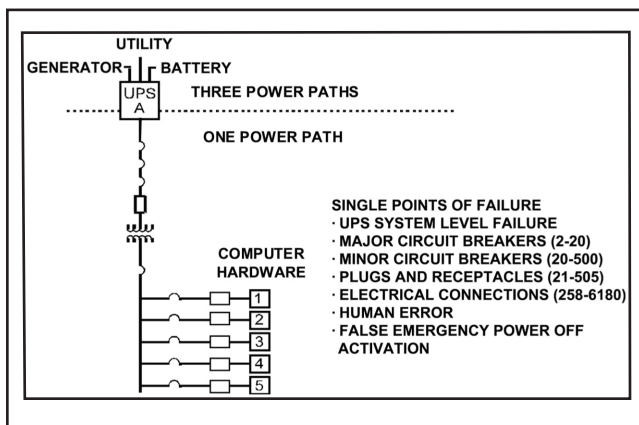 UTILITY
GENERATOR
BATTERY
UPS
A
THREE POWER PATHS
ONE POWER PATH
COMPUTER
HARDWARE
1
2
3
4
5
SINGLE POINTS OF FAILURE
· UPS SYSTEM LEVEL FAILURE
· MAJOR CIRCUIT BREAKERS (2-20)
· MINOR CIRCUIT BREAKERS (20-500)
· PLUGS AND RECEPTACLES (21-505)
· ELECTRICAL CONNECTIONS (258-6180)
· HUMAN ERROR
· FALSE EMERGENCY POWER OFF
ACTIVATION